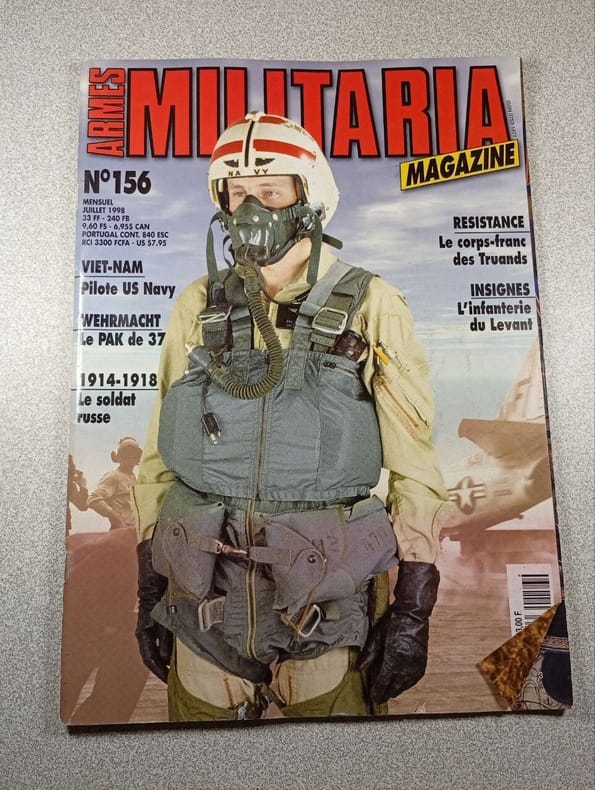 ARMES
MILITARIA
MAGAZINE
N°156
MENSUEL
JUILLET 1998
33 FF - 240 FB
9,60 FS - 6,95$ CAN
PORTUGAL CONT. 840 ESC
RCI 3300 FCFA - US $7.95
VIET-NAM
Pilote US Navy
WEHRMACHT
Le PAK de 37
1914-1918
Le soldat
russe
RESISTANCE
Le corps-franc
des Truands
INSIGNES
L'infanterie
du Levant
NAVY